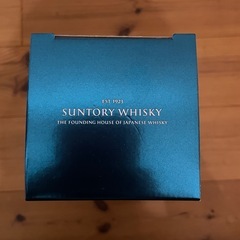 EST. 1923
SUNTORY WHISKY
THE FOUNDING HOUSE OF JAPANESE WHISKY